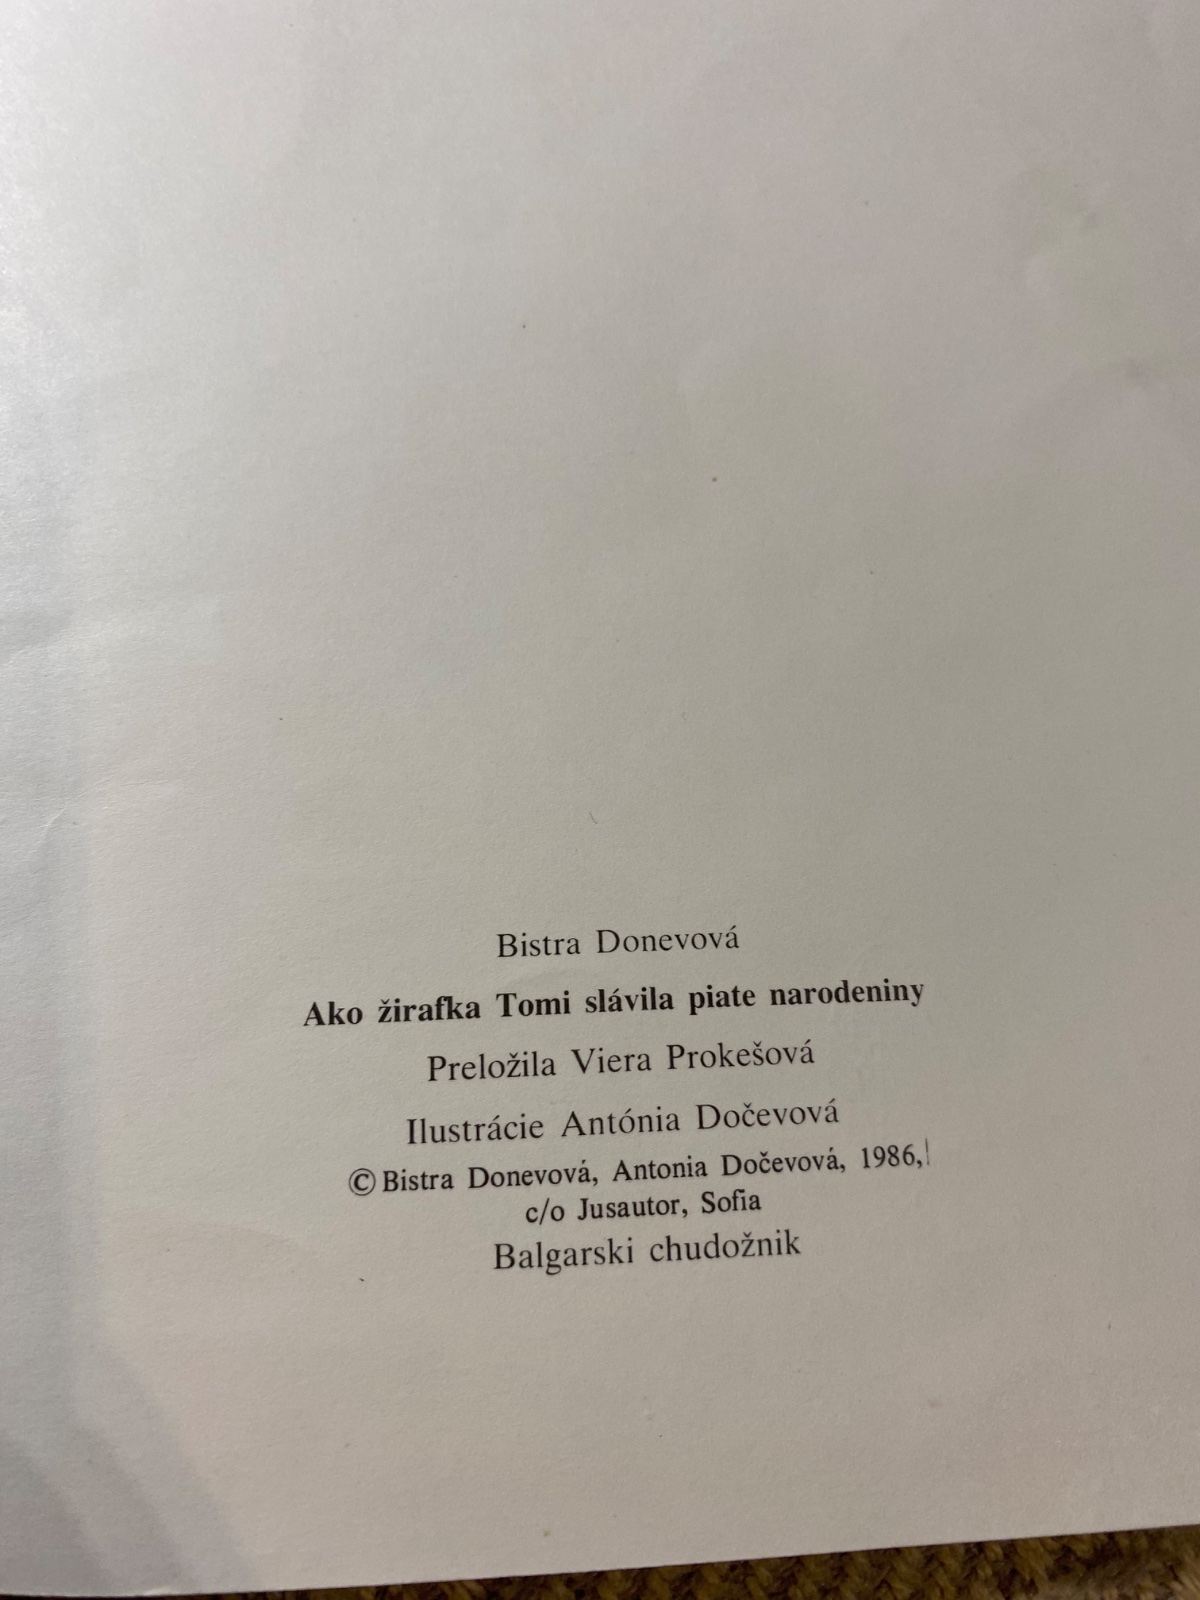 Bistra Donevová
Ako žirafka Tomi slávila piate narodeniny
Preložila Viera Prokešová
Ilustrácie Antónia Dočevová
© Bistra Donevová, Antonia Dočevová, 1986,
c/o Jusautor, Sofia
Balgarski chudožnik